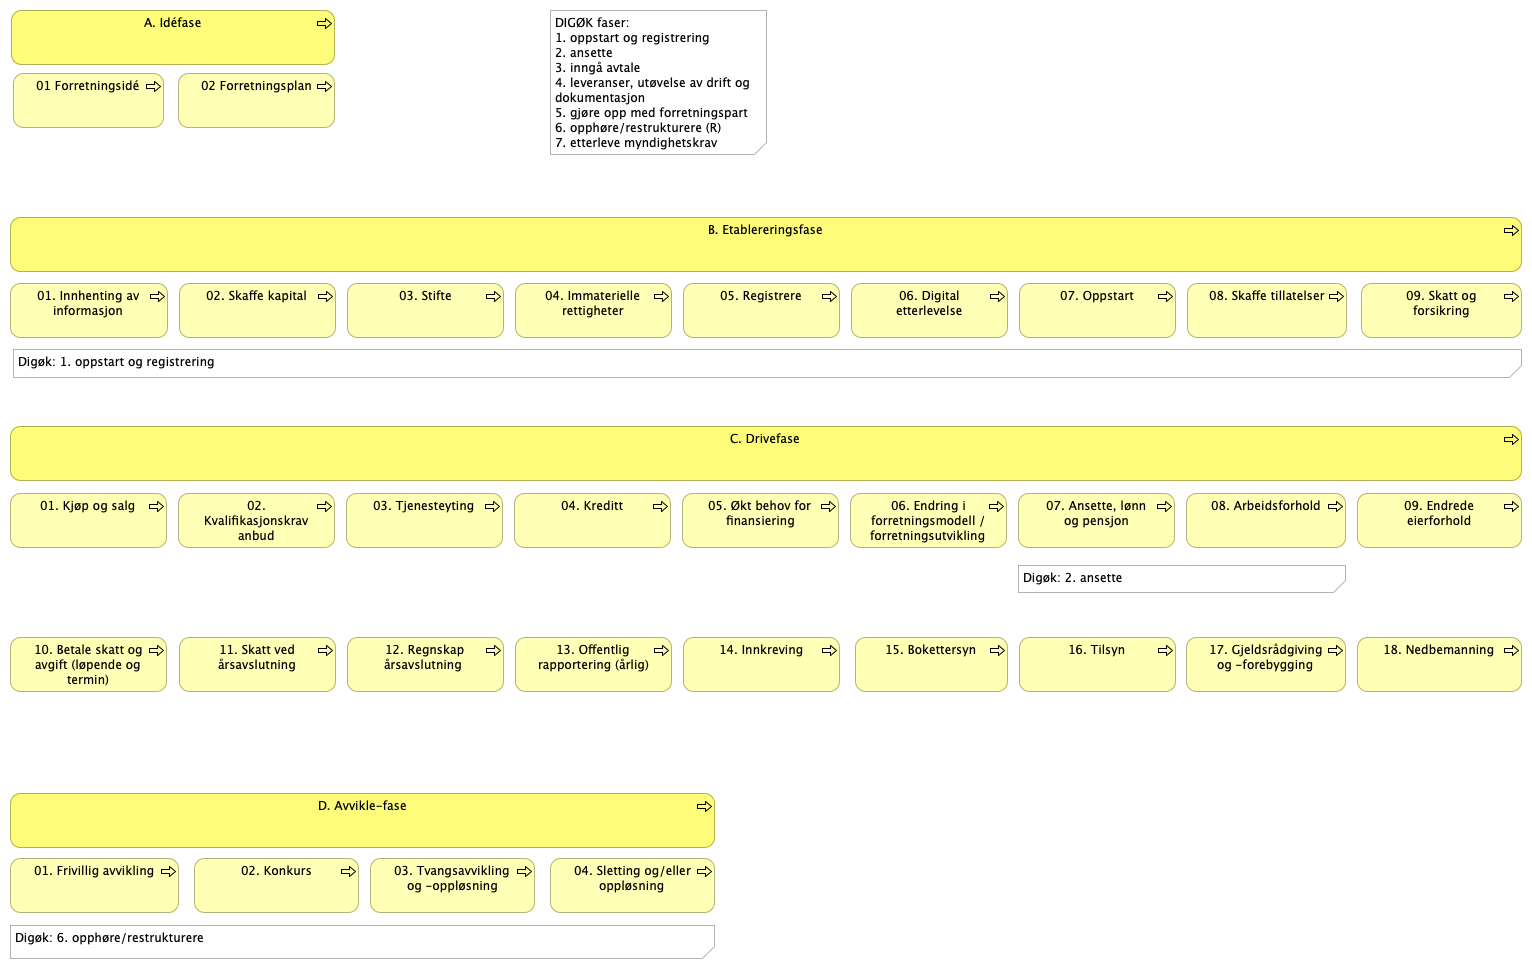 A. Idéfase
01 Forretningsidé
02 Forretningsplan
DIGØK faser:
1. oppstart og registrering
2. ansette
3. inngå avtale
4. leveranser, utøvelse av drift og
dokumentasjon
5. gjøre opp med forretningspart
6. opphøre/restrukturere (R)
7. etterleve myndighetskrav
B. Etablereringsfase
01. Innhenting av
informasjon
02. Skaffe kapital
03. Stifte
04. Immaterielle
rettigheter
05. Registrere
06. Digital
etterlevelse
07. Oppstart
08. Skaffe tillatelser
09. Skatt og
forsikring
Digøk: 1. oppstart og registrering
C. Drivefase
01. Kjøp og salg
02.
Kvalifikasjonskrav
anbud
03. Tjenesteyting
04. Kreditt
05. Økt behov for
finansiering
06. Endring i
forretningsmodell /
forretningsutvikling
07. Ansette, lønn
og pensjon
08. Arbeidsforhold
09. Endrede
eierforhold
Digøk: 2. ansette
10. Betale skatt og
avgift (løpende og
termin)
11. Skatt ved
årsavslutning
12. Regnskap
årsavslutning
13. Offentlig
rapportering (årlig)
14. Innkreving
15. Bokettersyn
16. Tilsyn
17. Gjeldsrådgiving
og -forebygging
18. Nedbemanning
D. Avvikle-fase
01. Frivillig avvikling
02. Konkurs
03. Tvangsavvikling
og -oppløsning
04. Sletting og/eller
oppløsning
Digøk: 6. opphøre/restrukturere